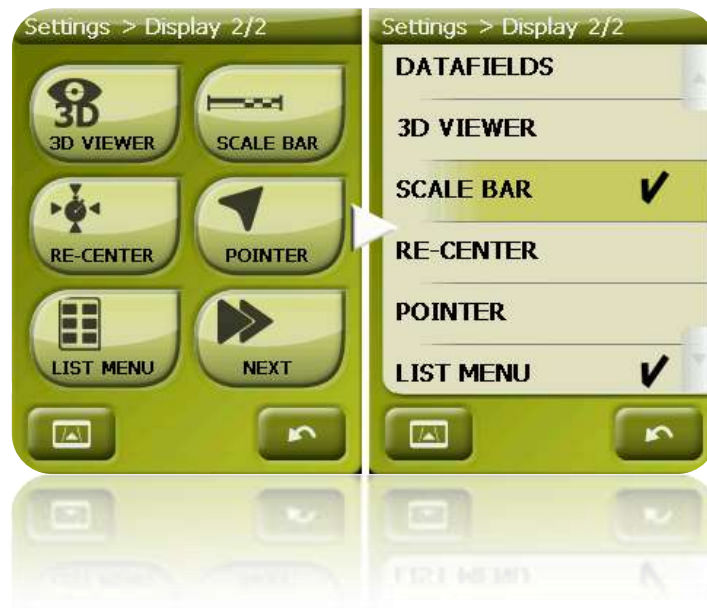 Settings > Display 2/2
3D
3D VIEWER
SCALE BAR
RE-CENTER
POINTER
LIST MENU
NEXT
Settings > Display 2/2
DATAFIELDS
3D VIEWER
SCALE BAR
RE-CENTER
POINTER
LIST MENU